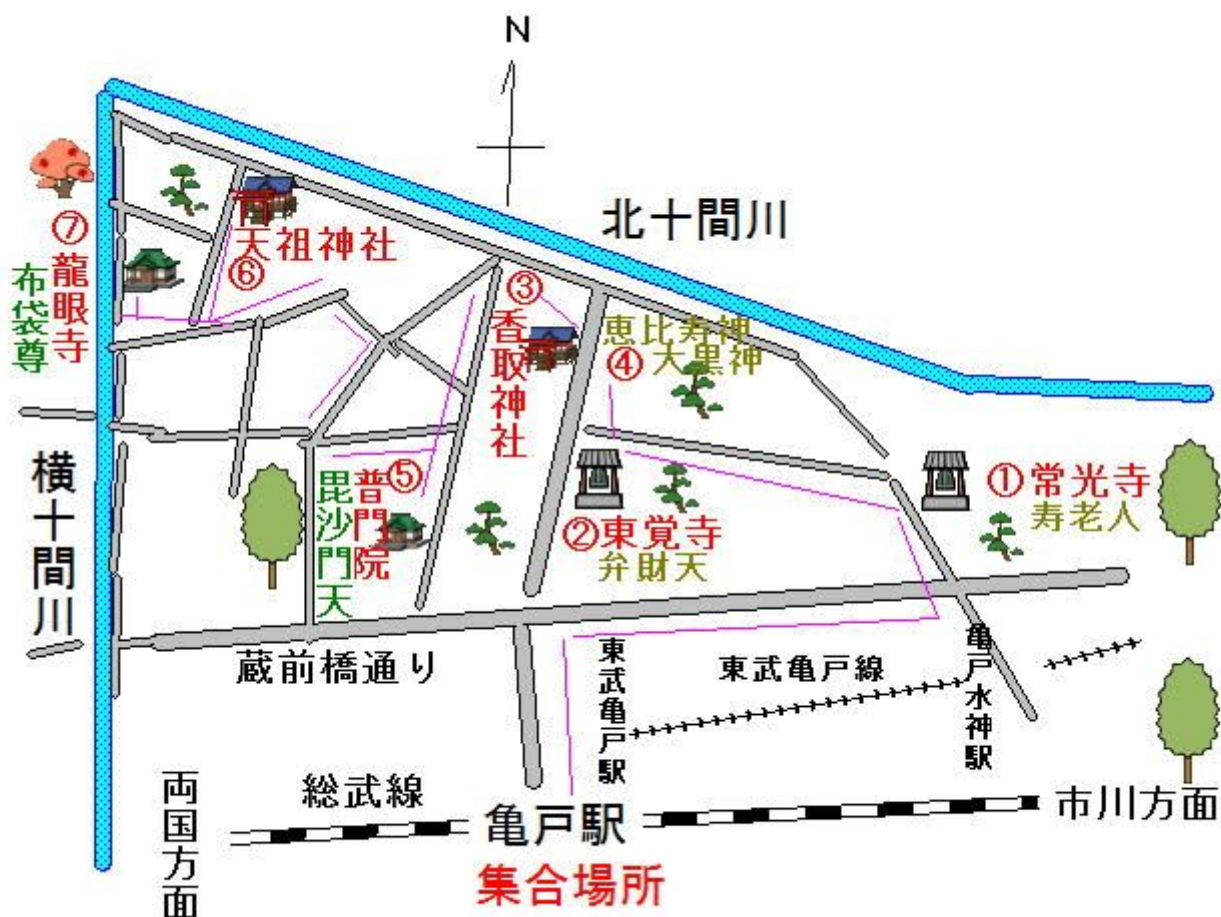 N
北十間川
天祖神社
⑥
⑦龍眼寺
布袋尊
③
香取神社
恵比寿神
④大黒神
横十間川
⑤
普門院
毘沙門天
②東覚寺
弁財天
①常光寺
寿老人
蔵前橋通り
東武亀戸駅
東武亀戸線
亀戸水神駅
両国方面
総武線
亀戸駅
市川方面
集合場所